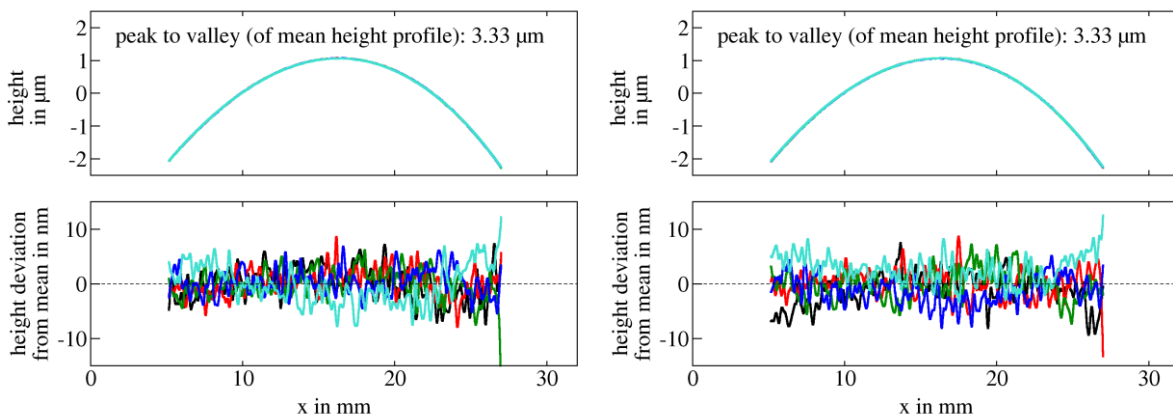 2
1
0
-1
-2
height
in µm
peak to valley (of mean height profile): 3.33 µm
10
0
-10
height deviation
from mean in nm
0 10 20 30
x in mm
2
1
0
-1
-2
height
in µm
peak to valley (of mean height profile): 3.33 µm
10
0
-10
height deviation
from mean in nm
0 10 20 30
x in mm